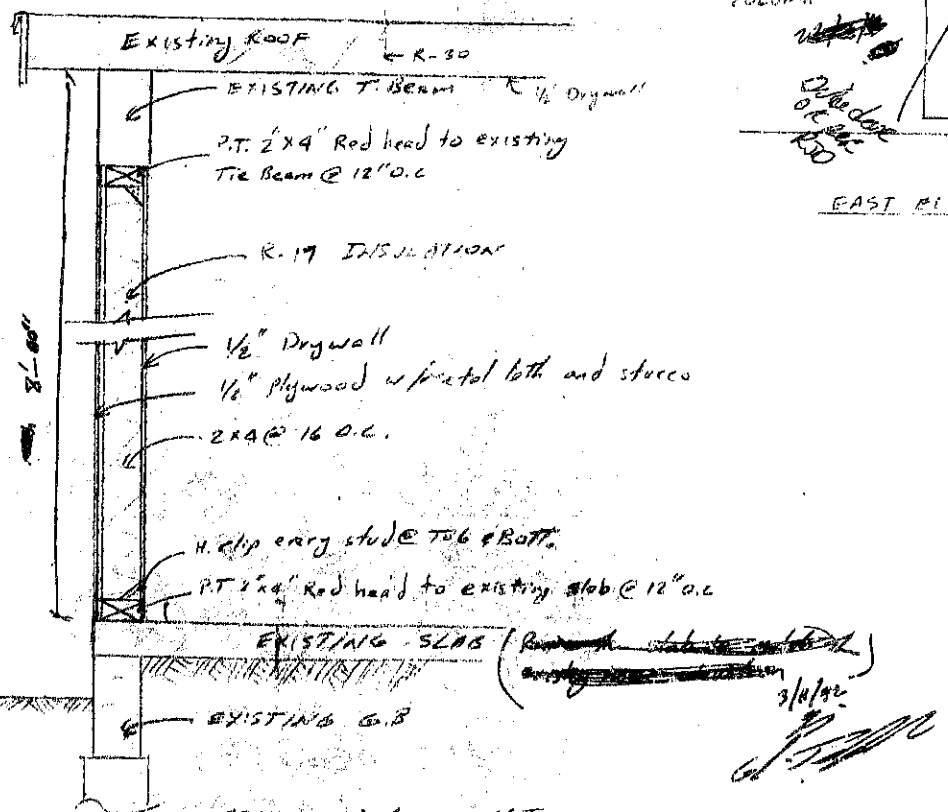 Existing ROOF
R-30
EXISTING T. Beam
1/2 Drywall
P.T. 2"x4" Red head to existing
Tie Beam @ 12" O.C
EAST
R-19 INSULATION
8'-00"
1/2" Drywall
1/2" Plywood w/metal lath and stucco
2x4 @ 16 O.C.
H. clip every stud @ Top & Bott.
P.T 2"x4" Red head to existing slab @ 12" O.C
EXISTING SLAB
3/11/92
EXISTING G.B